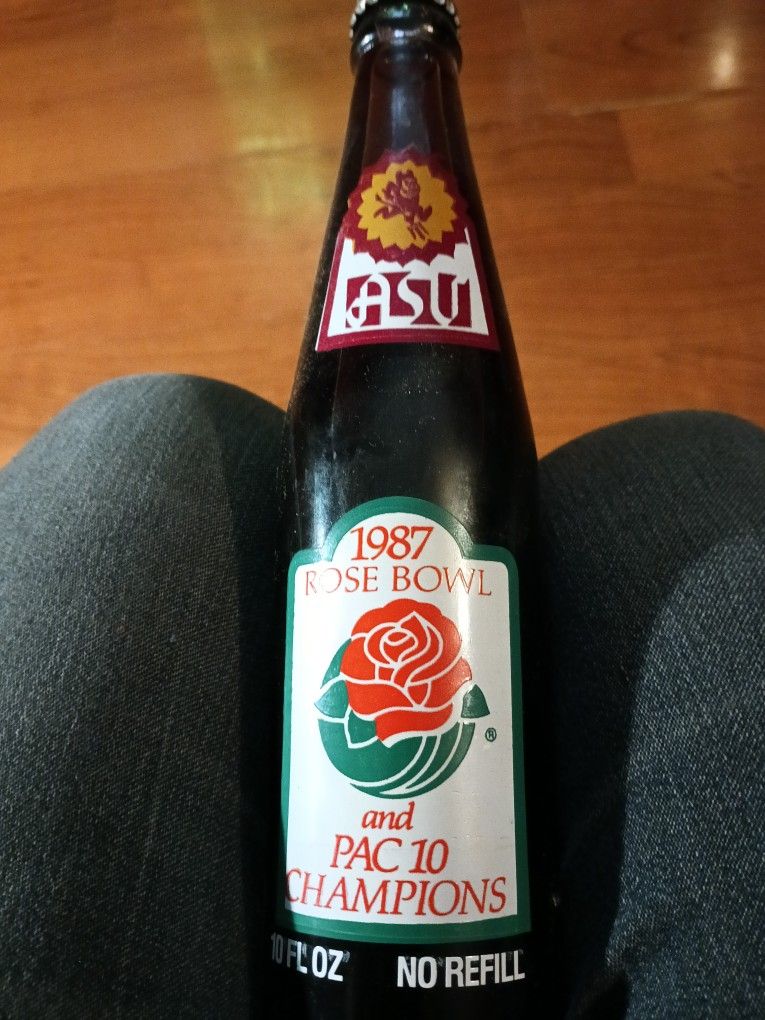 ASU
1987
ROSE BOWL
®
and
PAC 10
CHAMPIONS
10 FL OZ NO REFILL